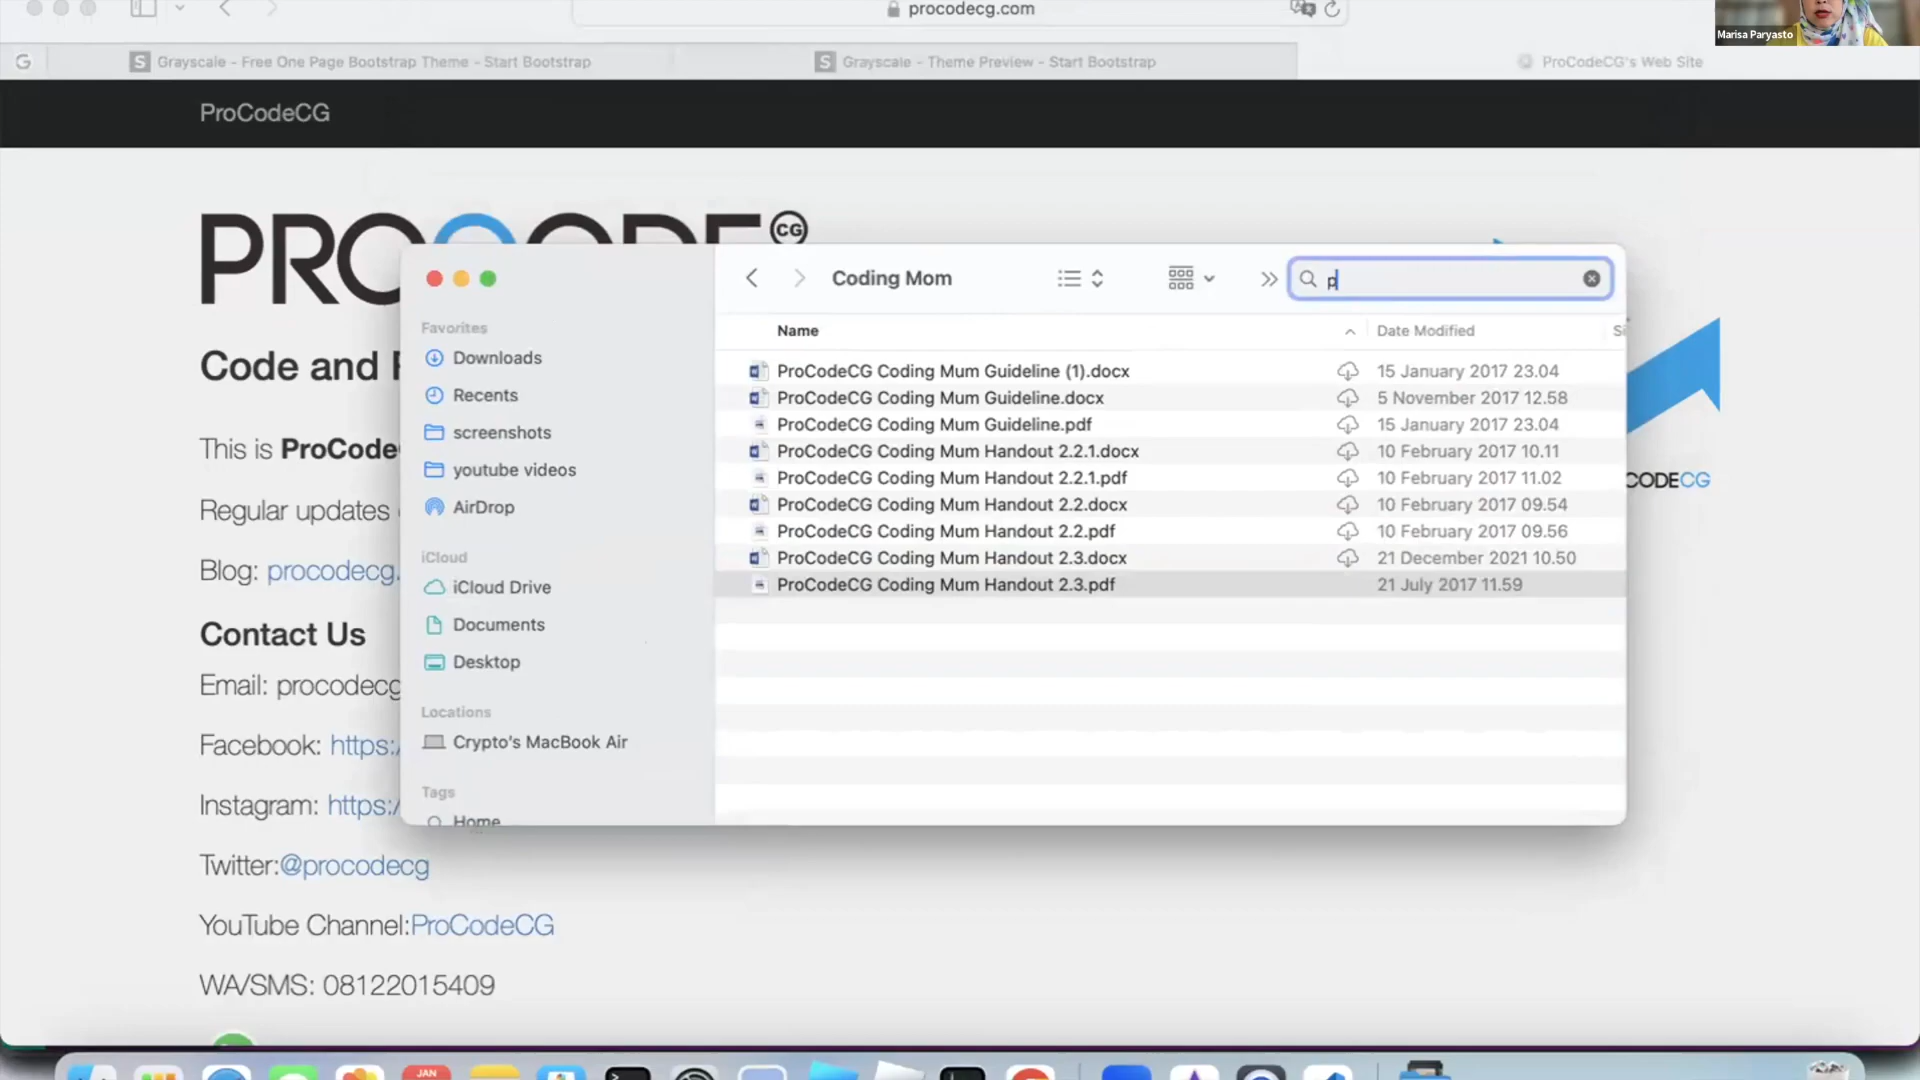 procodecg.com
Marisa Paryasto
Grayscale - Free One Page Bootstrap Theme - Start Bootstrap
Grayscale - Theme Preview - Start Bootstrap
ProCodeCG's Web Site
ProCodeCG
CG
Code and
This is ProCode
Regular updates
Blog: procodecg.
Contact Us
Email: procodecg
Facebook: https:/
Instagram: https:/
Twitter:@procodecg
YouTube Channel:ProCodeCG
WA/SMS: 08122015409
CODECG
Favorites
Downloads
Recents
screenshots
youtube videos
AirDrop
iCloud
iCloud Drive
Documents
Desktop
Locations
Crypto's MacBook Air
Tags
Home
Coding Mom
p
Name Date Modified
ProCodeCG Coding Mum Guideline (1).docx 15 January 2017 23.04
ProCodeCG Coding Mum Guideline.docx 5 November 2017 12.58
ProCodeCG Coding Mum Guideline.pdf 15 January 2017 23.04
ProCodeCG Coding Mum Handout 2.2.1.docx 10 February 2017 10.11
ProCodeCG Coding Mum Handout 2.2.1.pdf 10 February 2017 11.02
ProCodeCG Coding Mum Handout 2.2.docx 10 February 2017 09.54
ProCodeCG Coding Mum Handout 2.2.pdf 10 February 2017 09.56
ProCodeCG Coding Mum Handout 2.3.docx 21 December 2021 10.50
ProCodeCG Coding Mum Handout 2.3.pdf 21 July 2017 11.59
JAN